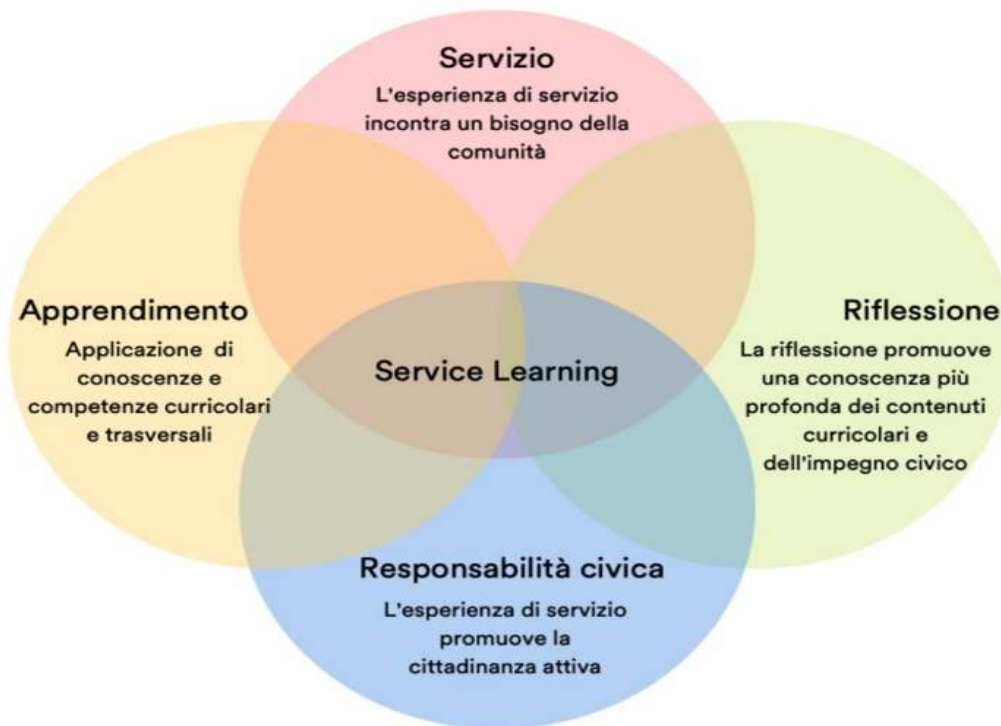 Servizio
L'esperienza di servizio
incontra un bisogno della
comunità
Apprendimento
Applicazione di
conoscenze e
competenze curricolari
e trasversali
Service Learning
Riflessione
La riflessione promuove
una conoscenza più
profonda dei contenuti
curricolari e
dell'impegno civico
Responsabilità civica
L'esperienza di servizio
promuove la
cittadinanza attiva